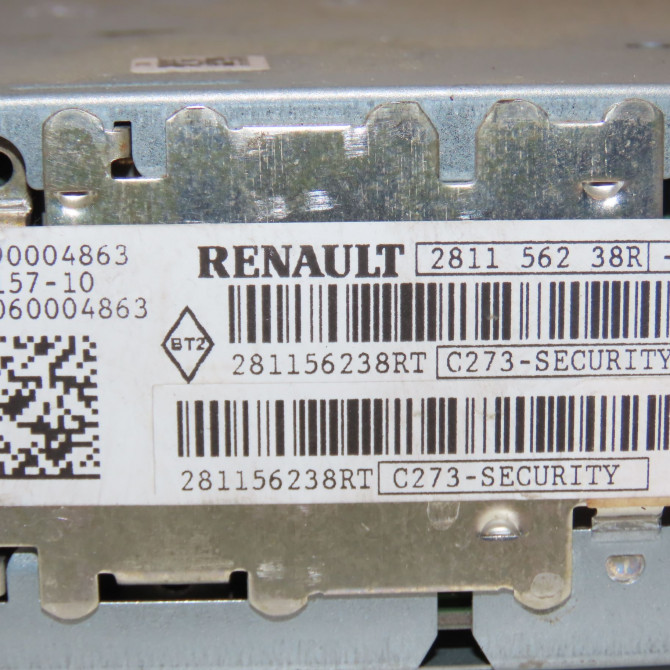 00004863
157-10
060004863
RENAULT 2811 562 38R -
BT2
281156238RT C273-SECURITY
281156238RT C273-SECURITY